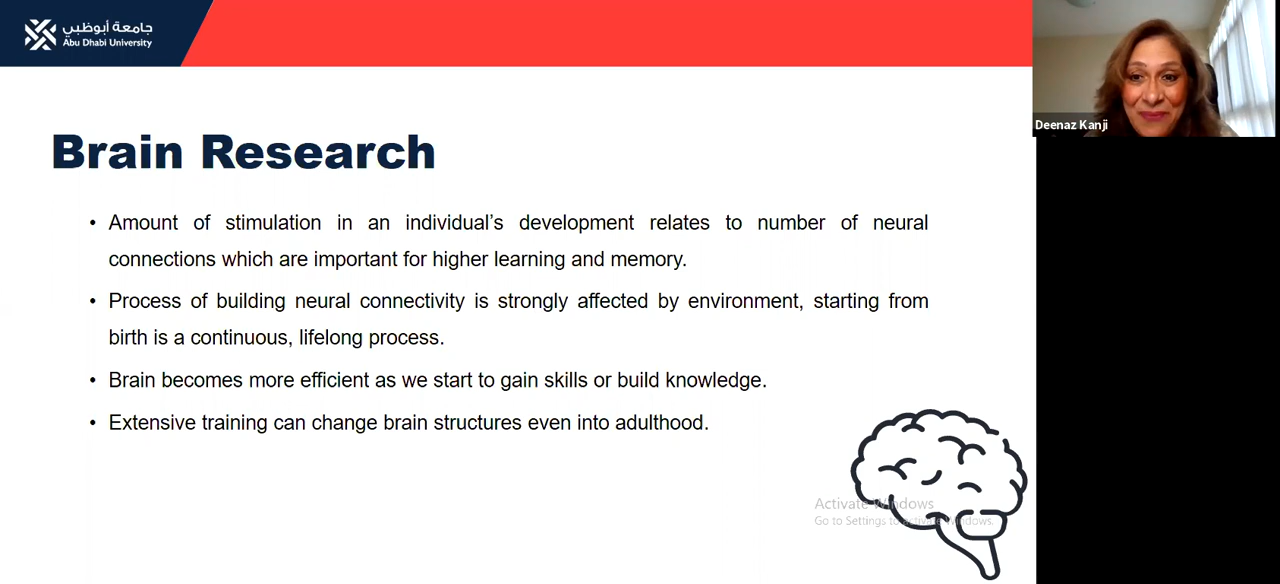 جامعة أبوظبي
Abu Dhabi University
Deenaz Kanji
Brain Research
• Amount of stimulation in an individual’s development relates to number of neural
connections which are important for higher learning and memory.
• Process of building neural connectivity is strongly affected by environment, starting from
birth is a continuous, lifelong process.
• Brain becomes more efficient as we start to gain skills or build knowledge.
• Extensive training can change brain structures even into adulthood.
Activate Windows
Go to Settings to activate Windows.